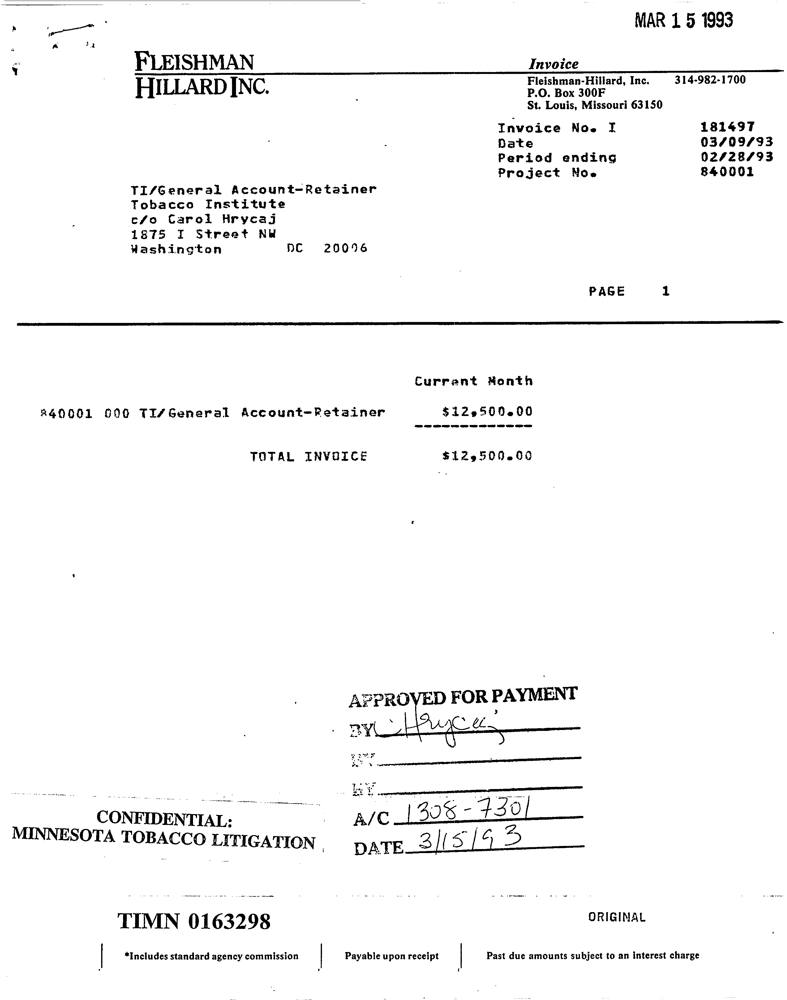 MAR 15 1993
FLEISHMAN
HILLARD INC.
Invoice
Fleishman-Hillard, Inc. 314-982-1700
P.O. Box 300F
St. Louis, Missouri 63150
Invoice No. I 181497
Date 03/09/93
Period ending 02/28/93
Project No. 840001
TI/General Account-Retainer
Tobacco Institute
c/o Carol Hrycaj
1875 I Street NW
Washington DC 20006
PAGE 1
Current Month
840001 000 TI/General Account-Retainer $12,500.00
TOTAL INVOICE $12,500.00
APPROVED FOR PAYMENT
BY C Hrycaj
BY
BY
A/C 1308-7301
DATE 3/15/93
CONFIDENTIAL:
MINNESOTA TOBACCO LITIGATION
TIMN 0163298
ORIGINAL
*Includes standard agency commission
Payable upon receipt
Past due amounts subject to an interest charge